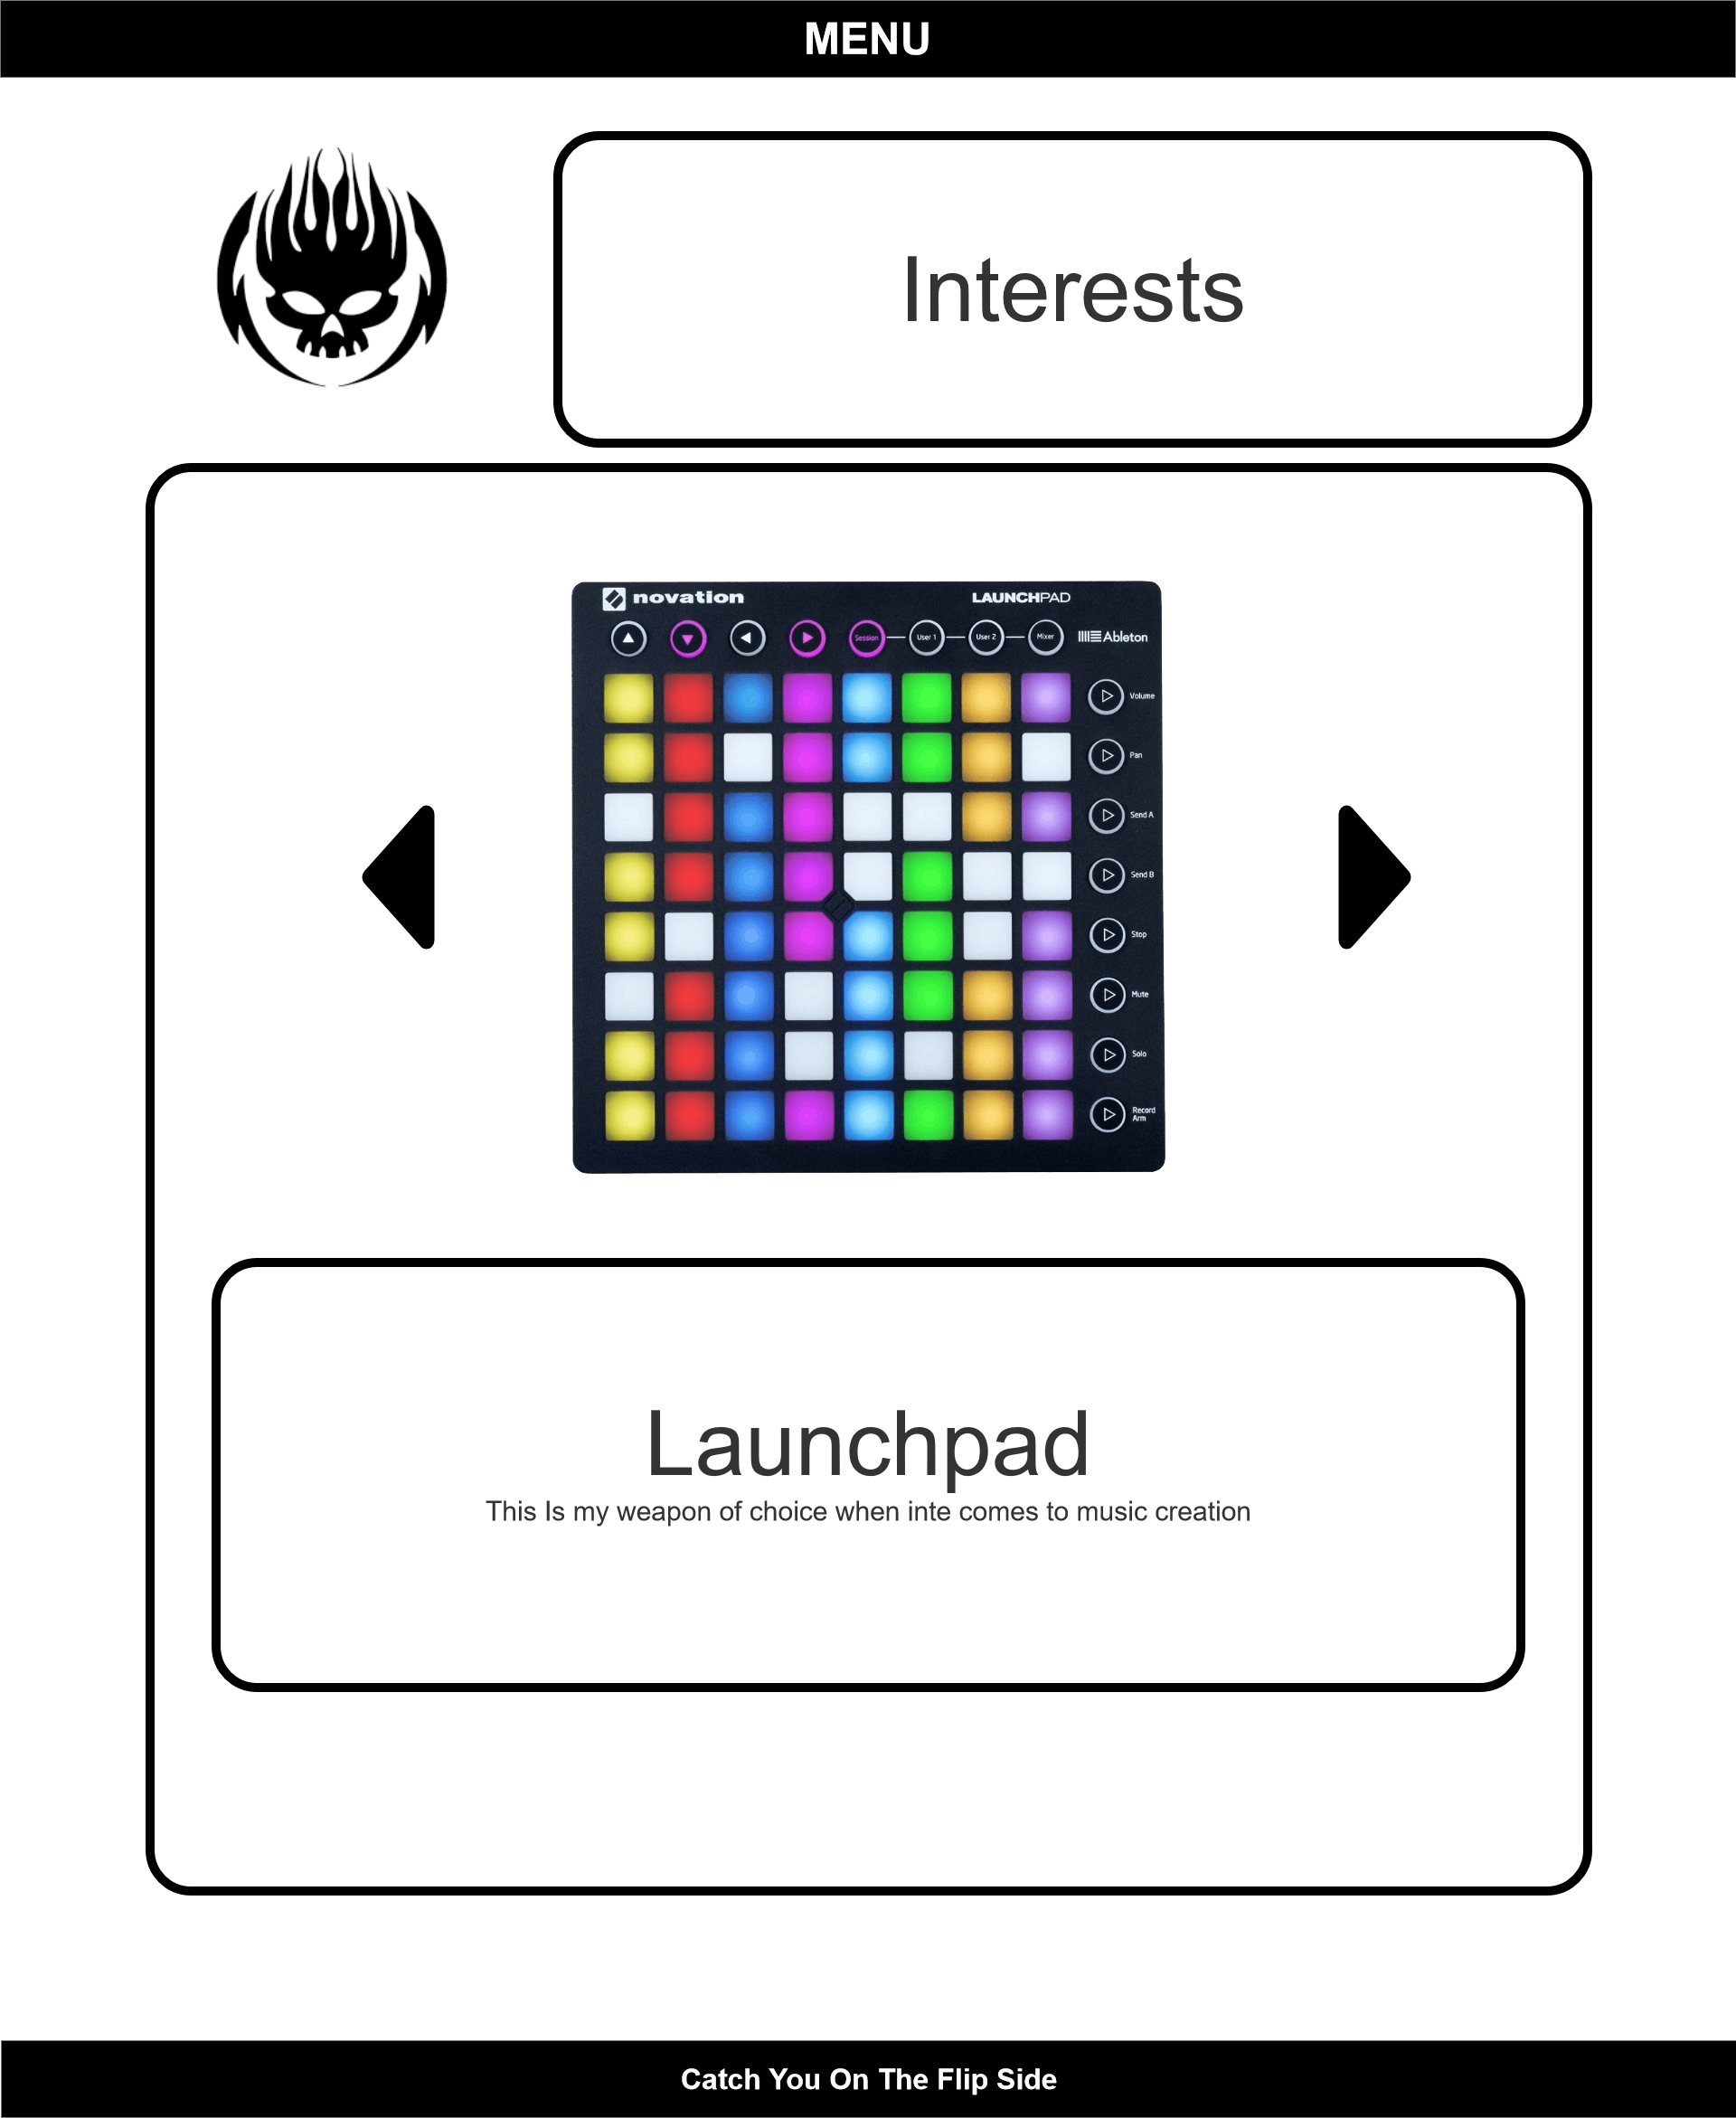 MENU
Interests
novation
LAUNCHPAD
Session
User 1
User 2
Mixer
Ableton
Volume
Pan
Send A
Send B
Stop
Mute
Solo
Record
Arm
Launchpad
This Is my weapon of choice when inte comes to music creation
Catch You On The Flip Side